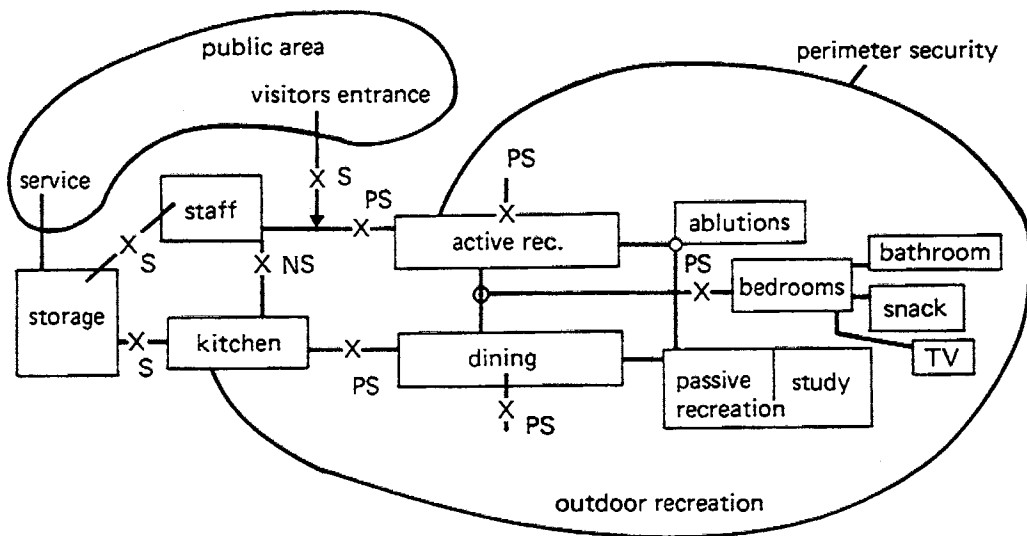 public area
perimeter security
visitors entrance
PS
service
S
PS
staff
ablutions
active rec.
S
NS
PS
bathroom
bedrooms
storage
snack
kitchen
S
dining
TV
PS
passive
recreation
study
PS
outdoor recreation